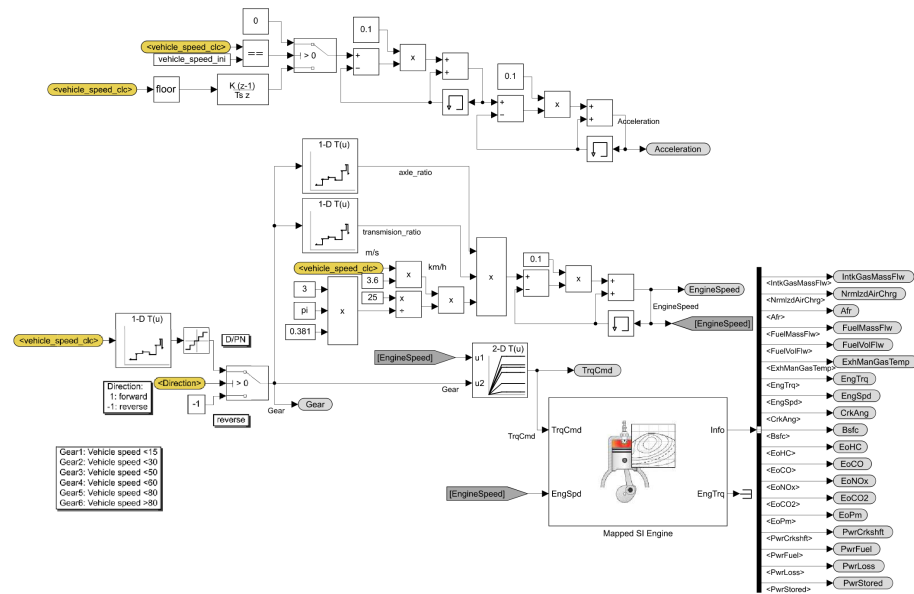 0
<vehicle_speed_clc>
vehicle_speed_ini
==
> 0
<vehicle_speed_clc>
floor
K (z-1)
Ts z
+
−
0.1
x
+
+
+
−
0.1
x
+
+
Acceleration
Acceleration
1-D T(u)
axle_ratio
1-D T(u)
transmision_ratio
m/s
<vehicle_speed_clc>
3.6
x
km/h
3
pi
0.381
x
25
x
÷
x
x
+
−
0.1
x
+
+
EngineSpeed
EngineSpeed
[EngineSpeed]
<vehicle_speed_clc>
1-D T(u)
D/PN
Direction:
1: forward
-1: reverse
<Direction>
> 0
-1
reverse
Gear
Gear
[EngineSpeed]
Gear
2-D T(u)
u1
u2
TrqCmd
TrqCmd
[EngineSpeed]
TrqCmd
EngSpd
Info
EngTrq
Mapped SI Engine
Gear1: Vehicle speed <15
Gear2: Vehicle speed <30
Gear3: Vehicle speed <50
Gear4: Vehicle speed <60
Gear5: Vehicle speed <80
Gear6: Vehicle speed >80
IntkGasMassFlw
<IntkGasMassFlw>
NrmlzdAirChrg
<NrmlzdAirChrg>
Afr
<Afr>
FuelMassFlw
<FuelMassFlw>
FuelVolFlw
<FuelVolFlw>
ExhManGasTemp
<ExhManGasTemp>
EngTrq
<EngTrq>
EngSpd
<EngSpd>
CrkAng
<CrkAng>
Bsfc
<Bsfc>
EoHC
<EoHC>
EoCO
<EoCO>
EoNOx
<EoNOx>
EoCO2
<EoCO2>
EoPm
<EoPm>
PwrCrkshft
<PwrCrkshft>
PwrFuel
<PwrFuel>
PwrLoss
<PwrLoss>
PwrStored
<PwrStored>